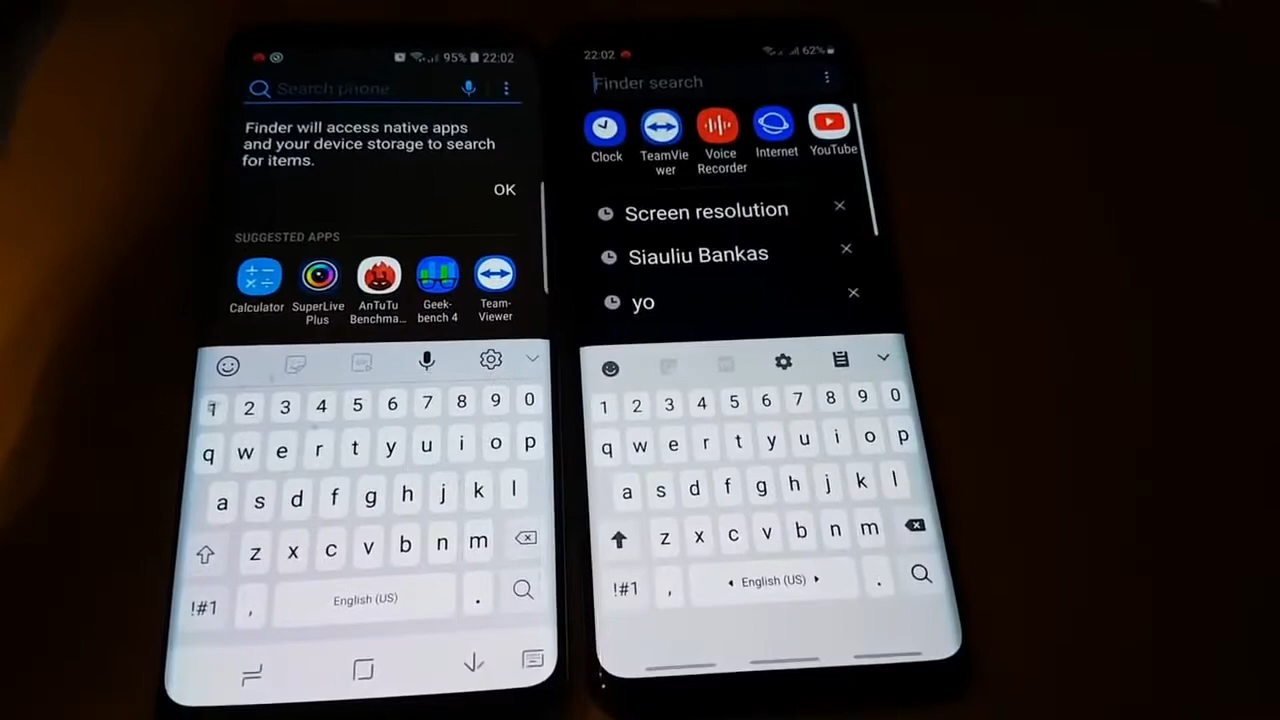 95% 22:02
Search phone
Finder will access native apps
and your device storage to search
for items.
OK
SUGGESTED APPS
Calculator
SuperLive
Plus
AnTuTu
Benchma...
Geek-
bench 4
Team-
Viewer
1 2 3 4 5 6 7 8 9 0
q w e r t y u i o p
a s d f g h j k l
z x c v b n m
!#1 , English (US) .
22:02 62%
Finder search
Clock
TeamVie
wer
Voice
Recorder
Internet
YouTube
Screen resolution
Siauliu Bankas
yo
1 2 3 4 5 6 7 8 9 0
q w e r t y u i o p
a s d f g h j k l
z x c v b n m
!#1 , English (US) .